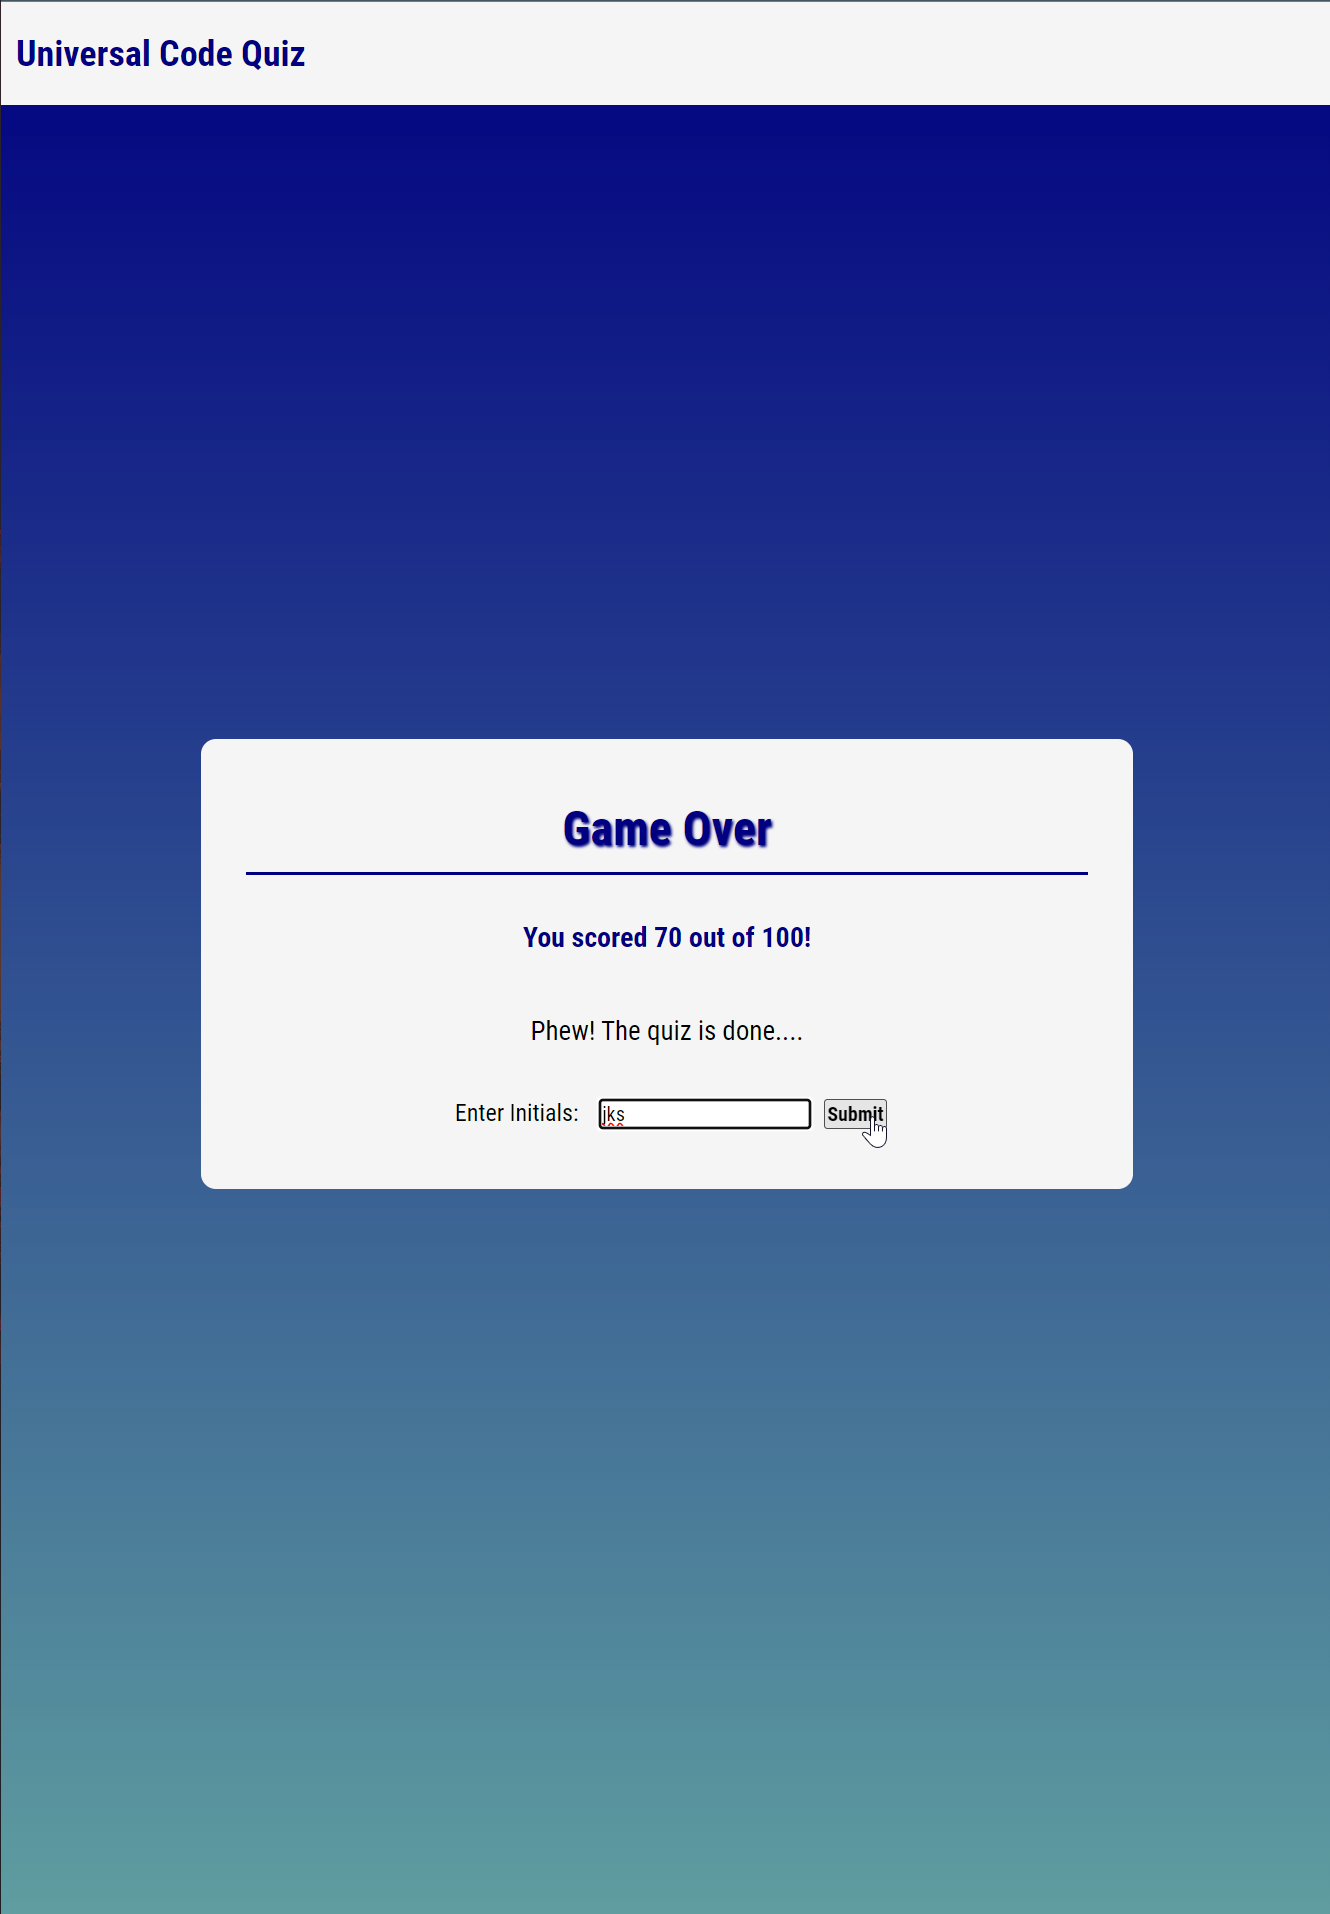 Universal Code Quiz
Game Over
You scored 70 out of 100!
Phew! The quiz is done....
Enter Initials: jks Submit